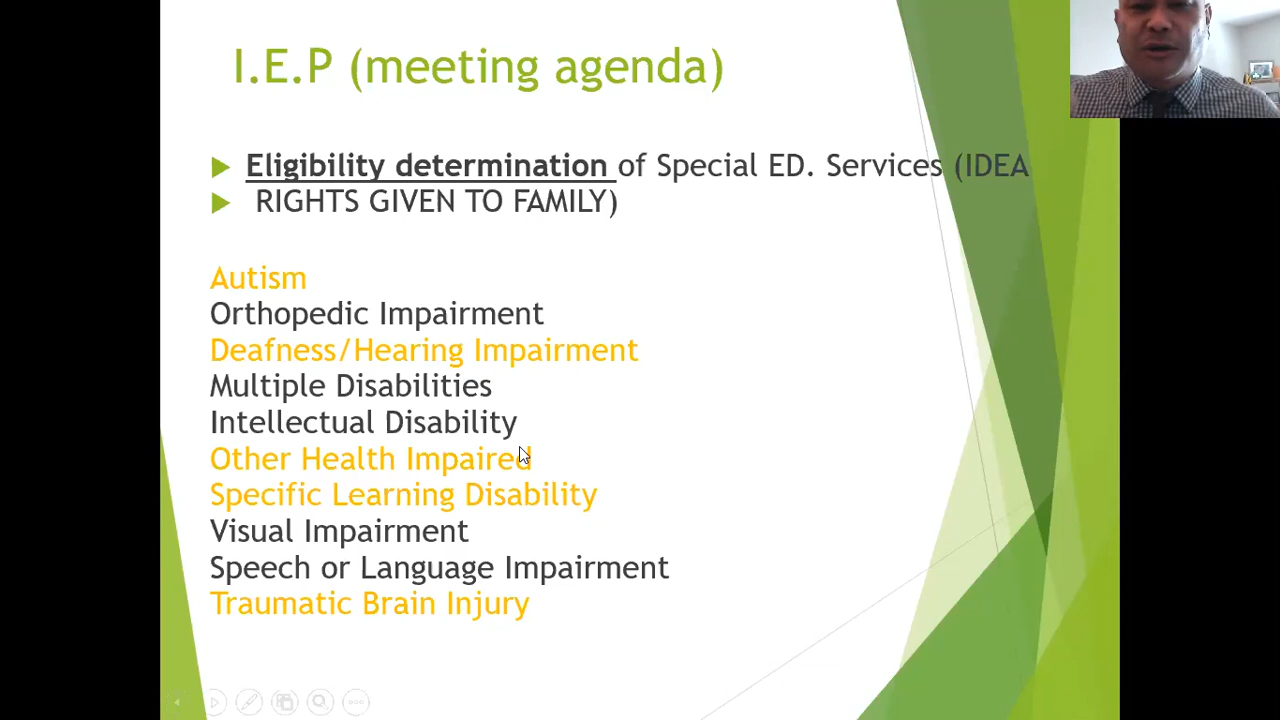 I.E.P (meeting agenda)
Eligibility determination of Special ED. Services (IDEA
RIGHTS GIVEN TO FAMILY)
Autism
Orthopedic Impairment
Deafness/Hearing Impairment
Multiple Disabilities
Intellectual Disability
Other Health Impaired
Specific Learning Disability
Visual Impairment
Speech or Language Impairment
Traumatic Brain Injury